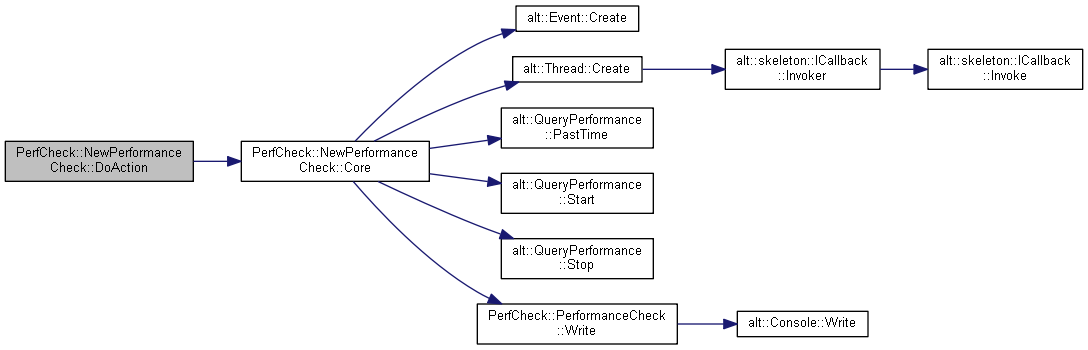 PerfCheck::NewPerformance
Check::DoAction
PerfCheck::NewPerformance
Check::Core
alt::Event::Create
alt::Thread::Create
alt::skeleton::ICallback
::Invoker
alt::skeleton::ICallback
::Invoke
alt::QueryPerformance
::PastTime
alt::QueryPerformance
::Start
alt::QueryPerformance
::Stop
PerfCheck::PerformanceCheck
::Write
alt::Console::Write